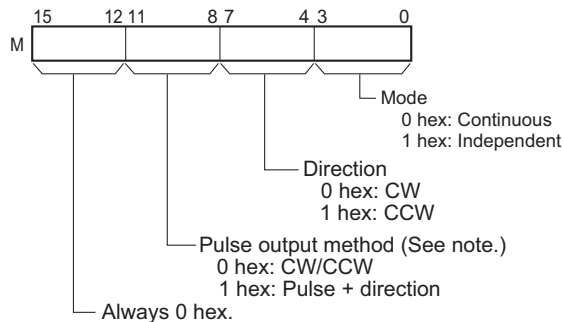 15 12 11 8 7 4 3 0
M
Mode
0 hex: Continuous
1 hex: Independent
Direction
0 hex: CW
1 hex: CCW
Pulse output method (See note.)
0 hex: CW/CCW
1 hex: Pulse + direction
Always 0 hex.